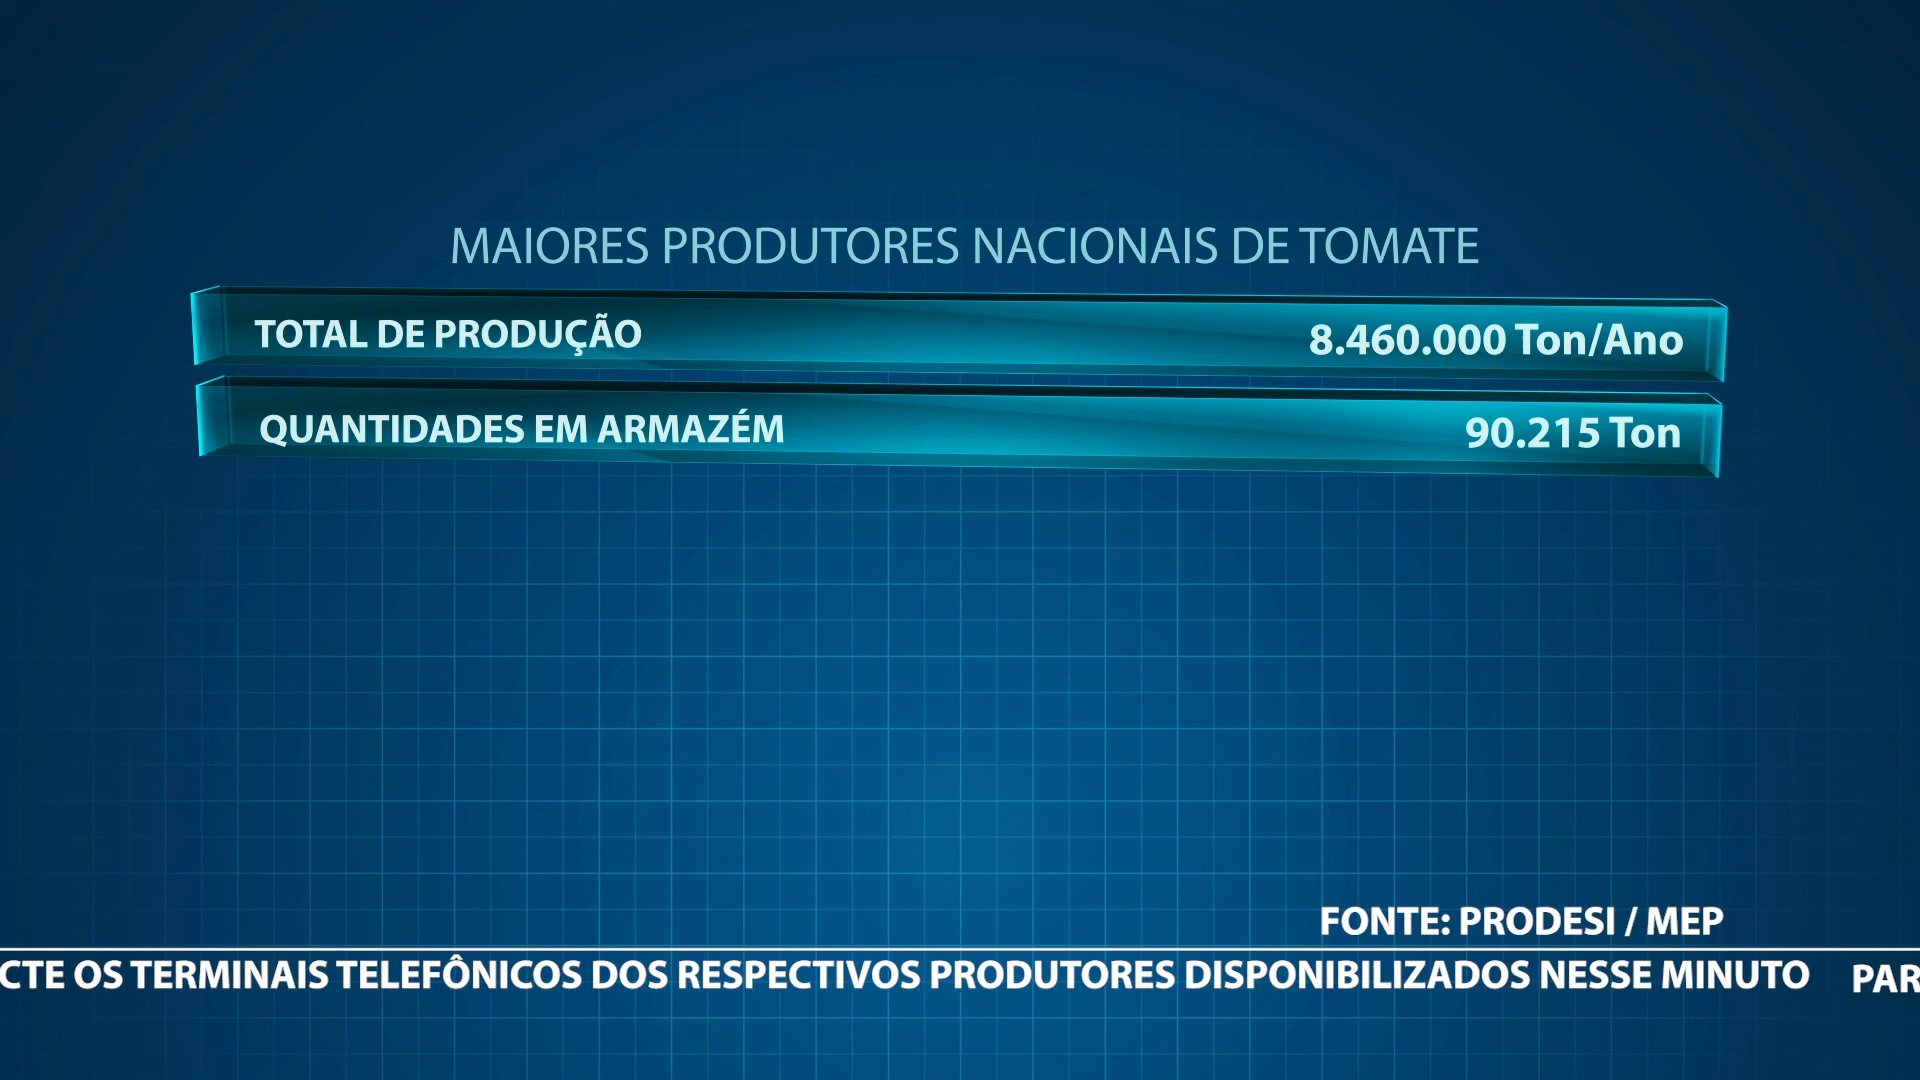 MAIORES PRODUTORES NACIONAIS DE TOMATE
TOTAL DE PRODUÇÃO 8.460.000 Ton/Ano
QUANTIDADES EM ARMAZÉM 90.215 Ton
FONTE: PRODESI / MEP
CTE OS TERMINAIS TELEFÔNICOS DOS RESPECTIVOS PRODUTORES DISPONIBILIZADOS NESSE MINUTO PAR